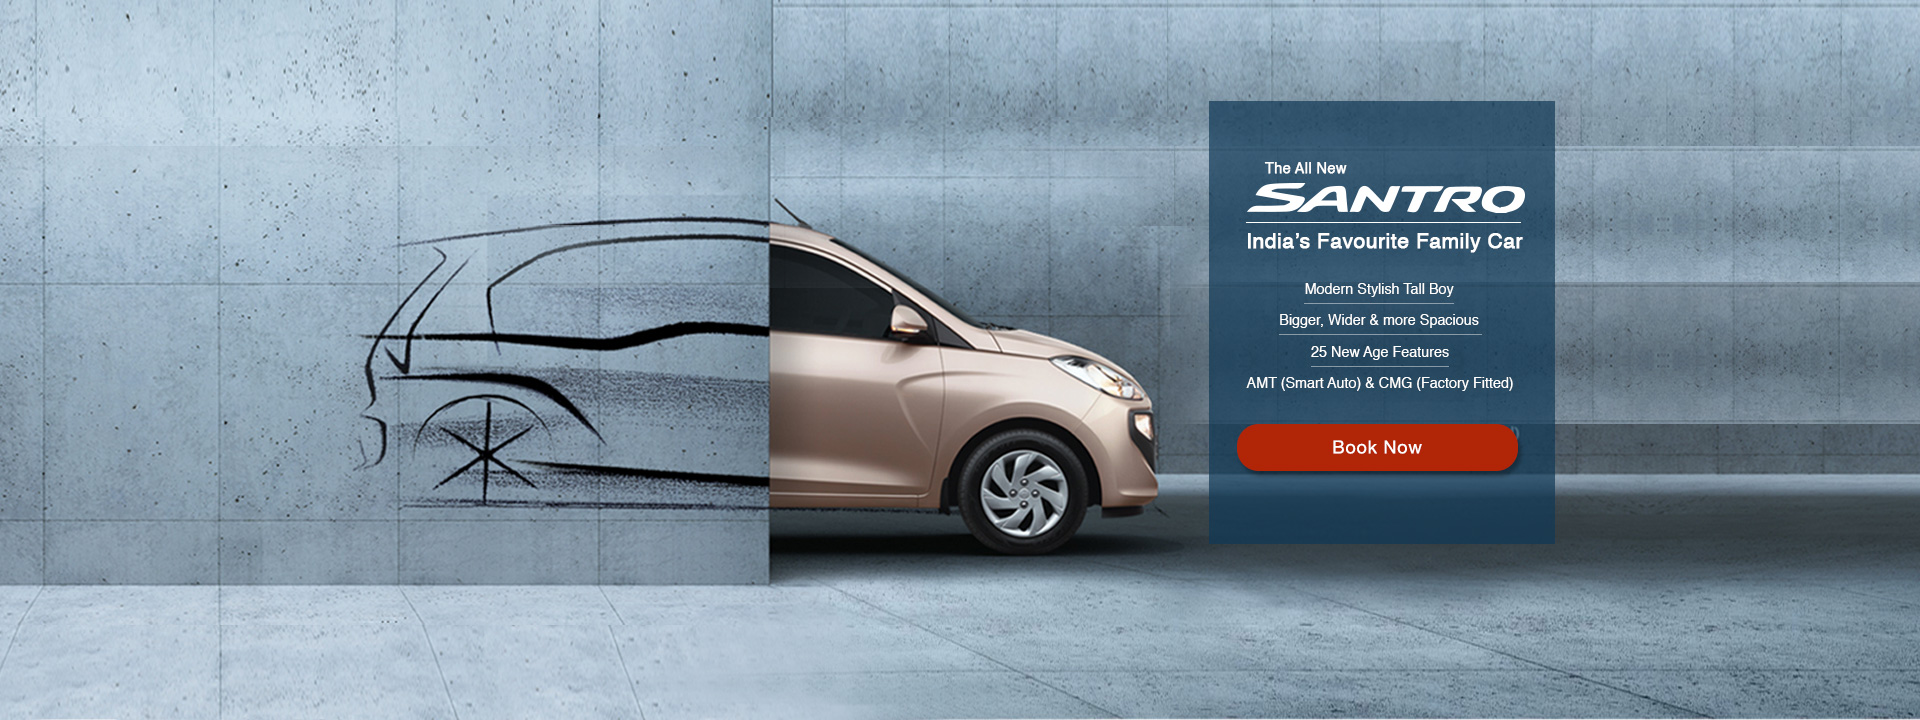 The All New
SANTRO
India's Favourite Family Car
Modern Stylish Tall Boy
Bigger, Wider & more Spacious
25 New Age Features
AMT (Smart Auto) & CMG (Factory Fitted)
Book Now